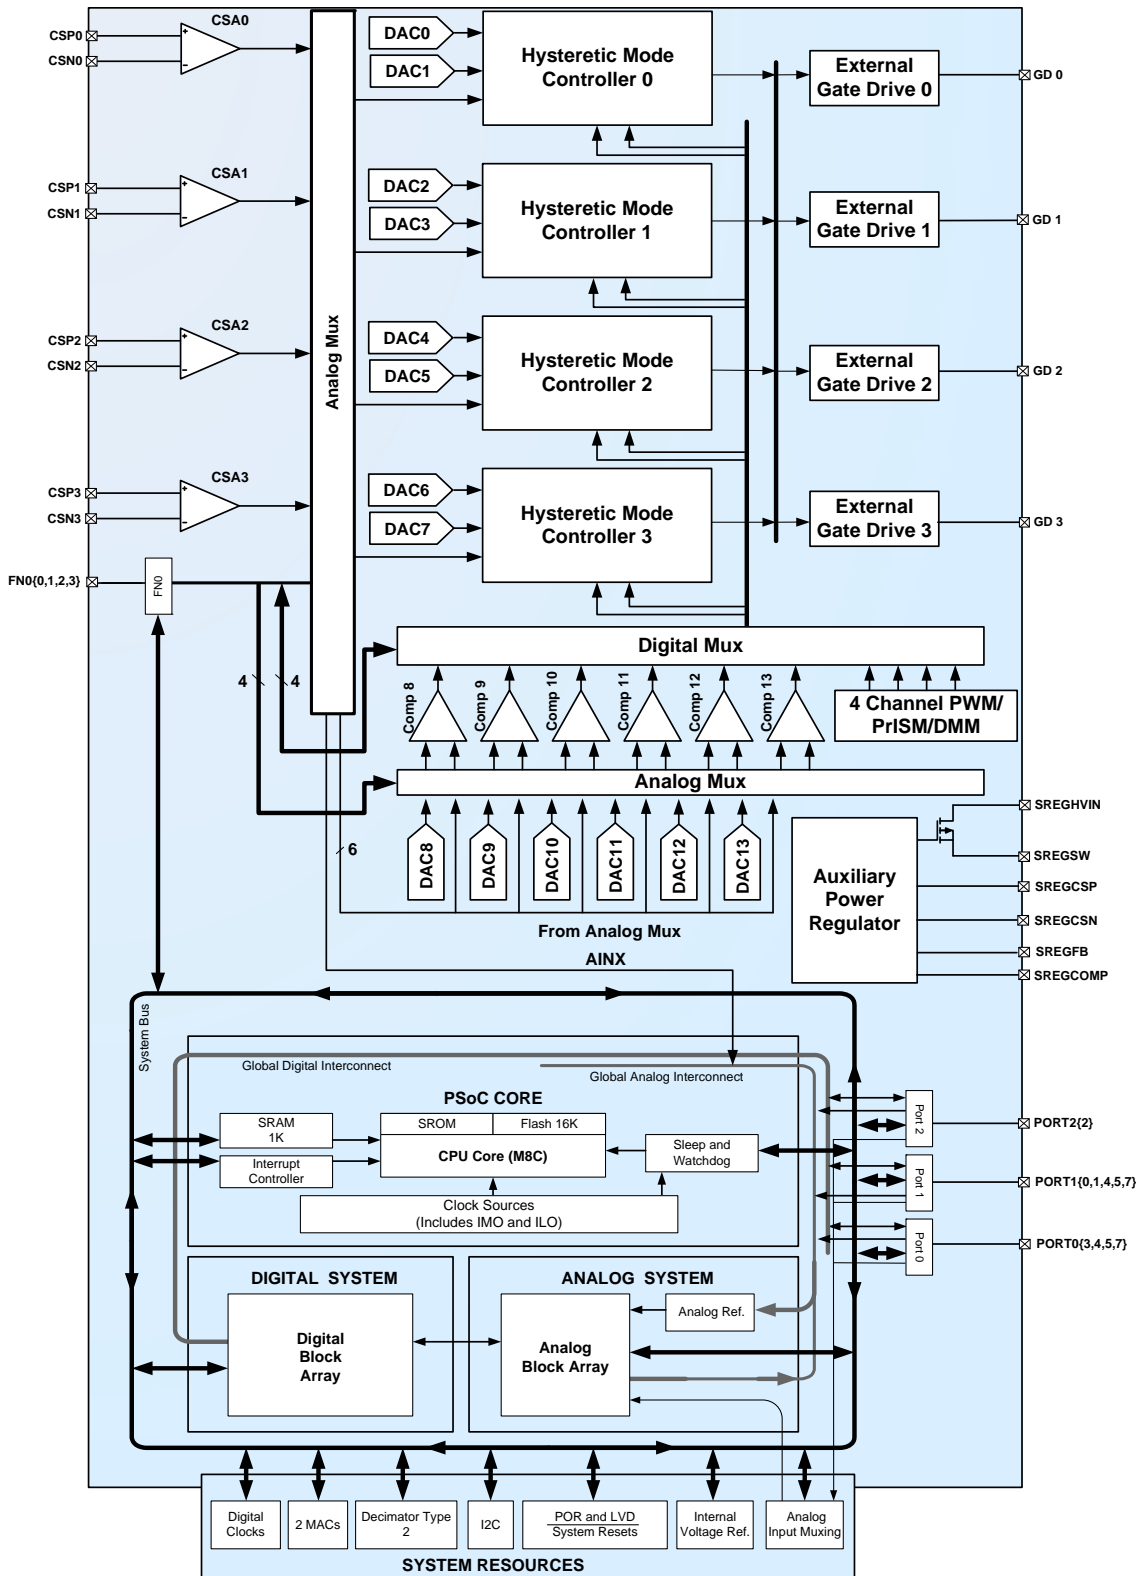 CSA0
CSP0
CSN0
DAC0
DAC1
Hysteretic Mode
Controller 0
External
Gate Drive 0
GD 0
CSA1
CSP1
CSN1
DAC2
DAC3
Hysteretic Mode
Controller 1
External
Gate Drive 1
GD 1
Analog Mux
CSA2
CSP2
CSN2
DAC4
DAC5
Hysteretic Mode
Controller 2
External
Gate Drive 2
GD 2
CSA3
CSP3
CSN3
DAC6
DAC7
Hysteretic Mode
Controller 3
External
Gate Drive 3
GD 3
FN0{0,1,2,3}
FN0
Digital Mux
4
4
Comp 8
Comp 9
Comp 10
Comp 11
Comp 12
Comp 13
4 Channel PWM/
PrISM/DMM
Analog Mux
6
DAC8
DAC9
DAC10
DAC11
DAC12
DAC13
From Analog Mux
AINX
Auxiliary
Power
Regulator
SREGHVIN
SREGSW
SREGCSP
SREGCSN
SREGFB
SREGCOMP
System Bus
Global Digital Interconnect
Global Analog Interconnect
PSoC CORE
SRAM
1K
SROM
Flash 16K
CPU Core (M8C)
Interrupt
Controller
Sleep and
Watchdog
Clock Sources
(Includes IMO and ILO)
Port 2
PORT2{2}
Port 1
PORT1{0,1,4,5,7}
Port 0
PORT0{3,4,5,7}
DIGITAL SYSTEM
Digital
Block
Array
ANALOG SYSTEM
Analog
Block Array
Analog Ref.
Digital
Clocks
2 MACs
Decimator Type
2
I2C
POR and LVD
System Resets
Internal
Voltage Ref.
Analog
Input Muxing
SYSTEM RESOURCES